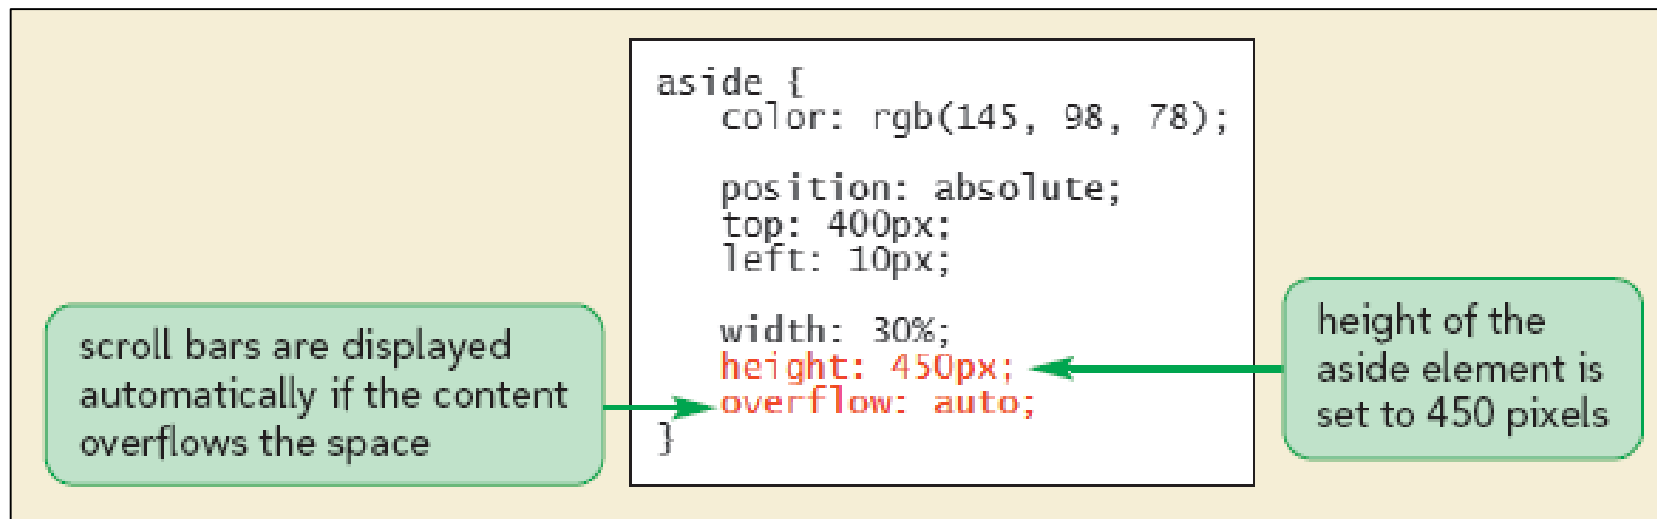 aside {
color: rgb(145, 98, 78);
position: absolute;
top: 400px;
left: 10px;
width: 30%;
height: 450px;
overflow: auto;
}
scroll bars are displayed
automatically if the content
overflows the space
height of the
aside element is
set to 450 pixels